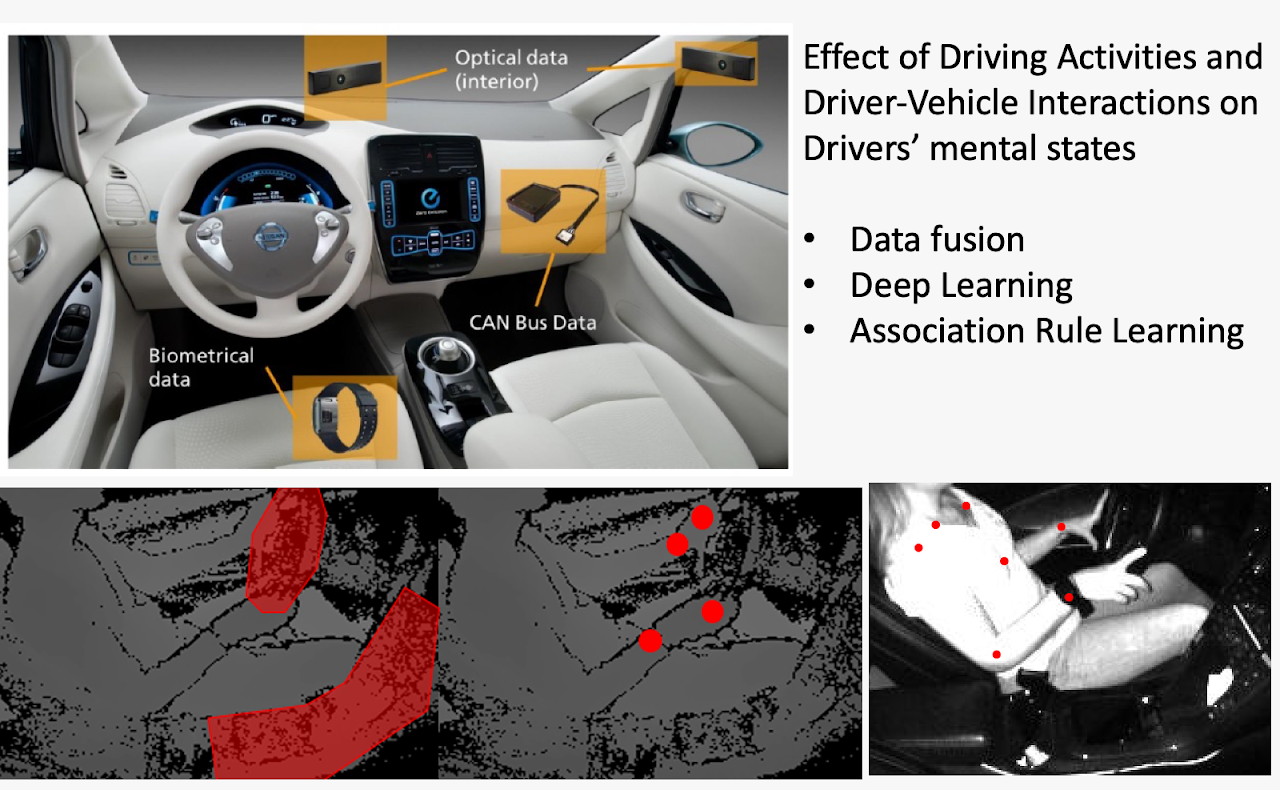 Optical data
(interior)
CAN Bus Data
Biometrical
data
NISSAN
Effect of Driving Activities and
Driver-Vehicle Interactions on
Drivers’ mental states
• Data fusion
• Deep Learning
• Association Rule Learning